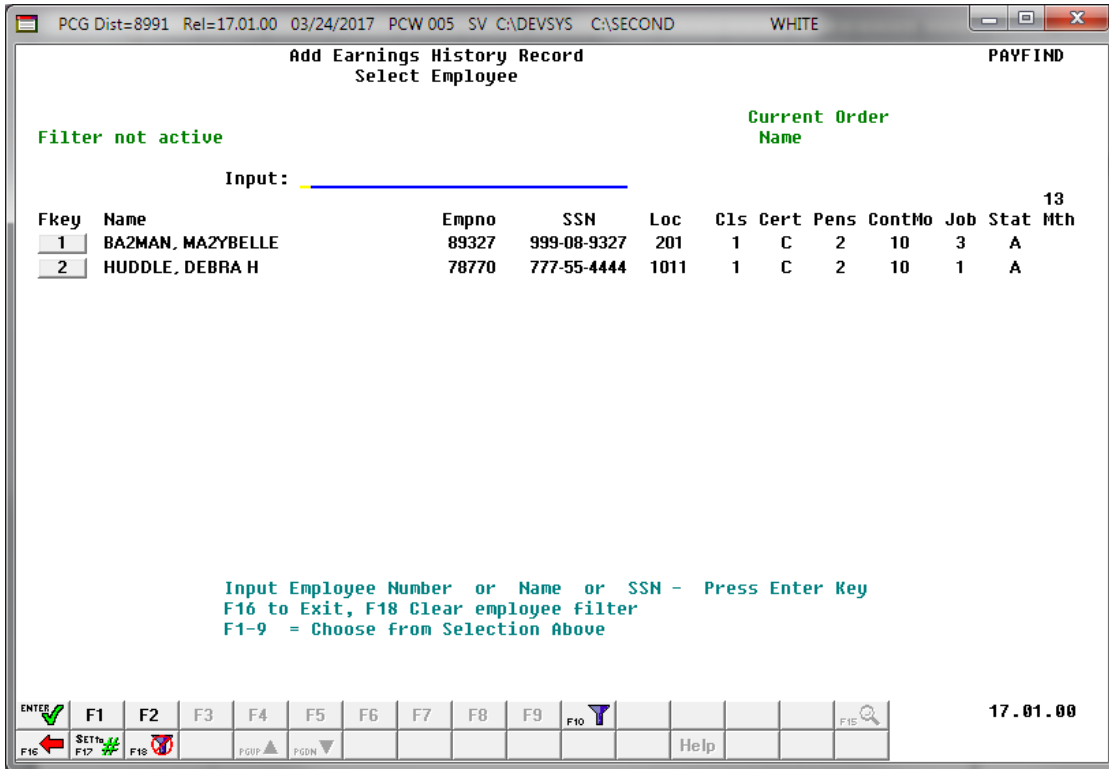 PCG Dist=8991 Rel=17.01.00 03/24/2017 PCW 005 SV C:\DEVSYS C:\SECOND WHITE
Add Earnings History Record PAYFIND
Select Employee
Current Order
Filter not active Name
Input:
13
Fkey Name Empno SSN Loc Cls Cert Pens ContMo Job Stat Mth
1 BA2MAN, MA2YBELLE 89327 999-08-9327 201 1 C 2 10 3 A
2 HUDDLE, DEBRA H 78770 777-55-4444 1011 1 C 2 10 1 A
Input Employee Number or Name or SSN - Press Enter Key
F16 to Exit, F18 Clear employee filter
F1-9 = Choose from Selection Above
ENTER F1 F2 F3 F4 F5 F6 F7 F8 F9 F10 F15 17.01.00
F16 SETTo F17 # F18 PGUP PGDN Help